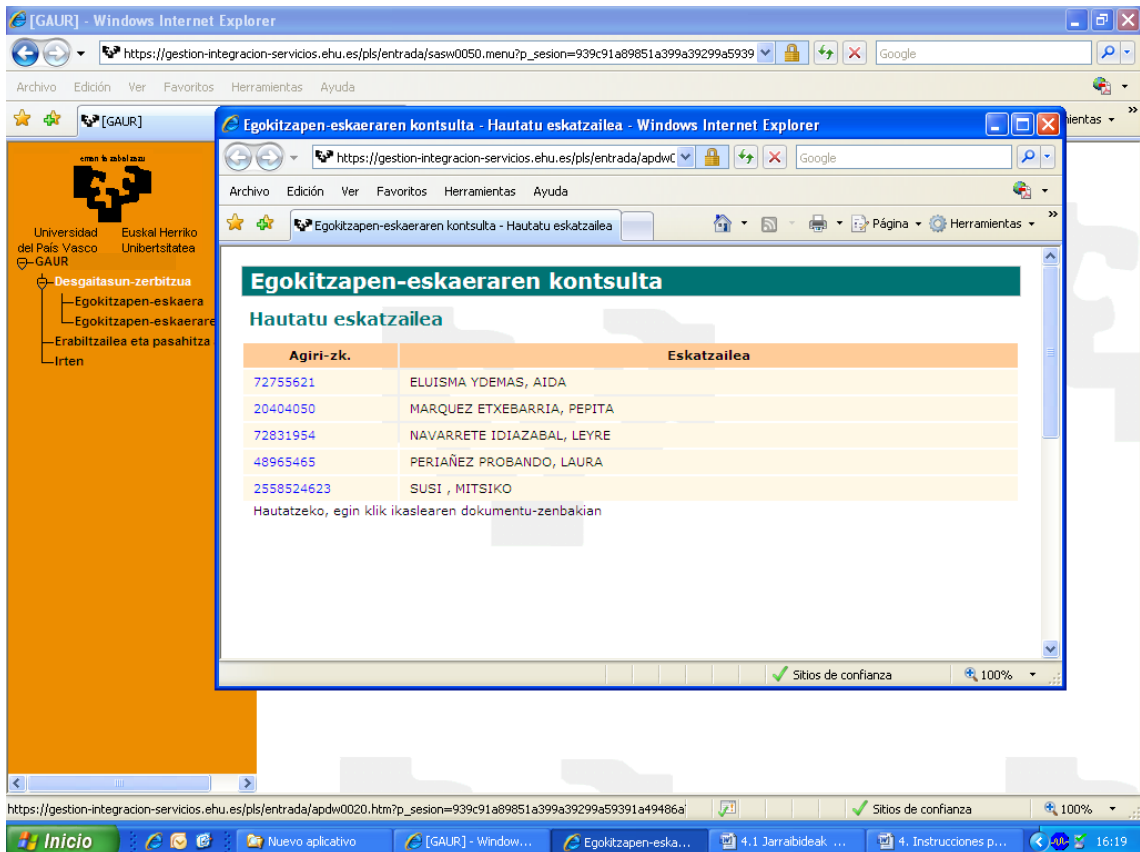 [GAUR] - Windows Internet Explorer
https://gestion-integracion-servicios.ehu.es/pls/entrada/sasw0050.menu?p_sesion=939c91a89851a399a39299a5939
Google
Archivo Edición Ver Favoritos Herramientas Ayuda
[GAUR]
ientas
eman ta zabal zazu
Universidad del País Vasco
Euskal Herriko Unibertsitatea
GAUR
Desgaitasun-zerbitzua
Egokitzapen-eskaera
Egokitzapen-eskaerare
Erabiltzailea eta pasahitza
Irten
Egokitzapen-eskaeraren kontsulta - Hautatu eskatzailea - Windows Internet Explorer
https://gestion-integracion-servicios.ehu.es/pls/entrada/apdwC
Google
Archivo Edición Ver Favoritos Herramientas Ayuda
Egokitzapen-eskaeraren kontsulta - Hautatu eskatzailea
Página Herramientas
Egokitzapen-eskaeraren kontsulta
Hautatu eskatzailea
Agiri-zk. Eskatzailea
72755621 ELUISMA YDEMAS, AIDA
20404050 MARQUEZ ETXEBARRIA, PEPITA
72831954 NAVARRETE IDIAZABAL, LEYRE
48965465 PERIAÑEZ PROBANDO, LAURA
2558524623 SUSI , MITSIKO
Hautatzeko, egin klik ikaslearen dokumentu-zenbakian
Sitios de confianza 100%
https://gestion-integracion-servicios.ehu.es/pls/entrada/apdw0020.htm?p_sesion=939c91a89851a399a39299a59391a49486a
Sitios de confianza 100%
Inicio Nuevo aplicativo [GAUR] - Window... Egokitzapen-eska... 4.1 Jarraibideak ... 4. Instrucciones p... 16:19